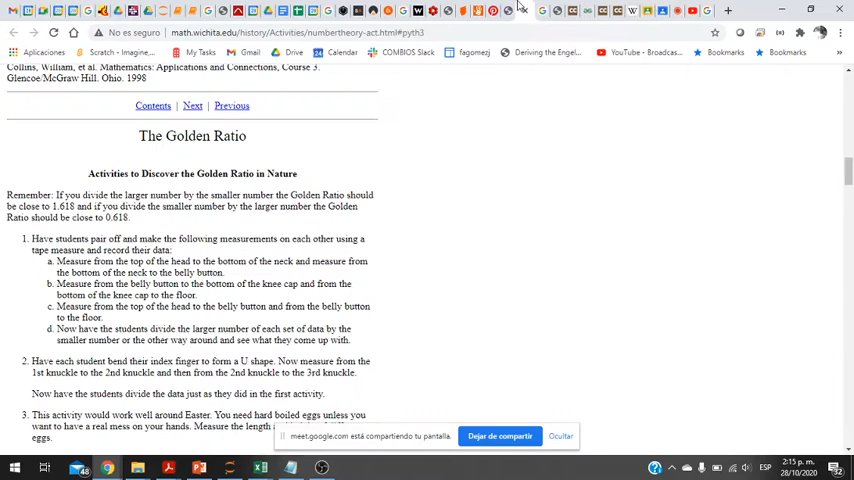 No es seguro
math.wichita.edu/history/Activities/numbertheory-act.html#pyth3
Aplicaciones
Workspace
Gmail
Drive
Calendar
COMBIOS Slack
fagomezj
Deriving the Engel...
YouTube - Broadcas...
Bookmarks
Bookmarks
Collins, William, et al. Mathematics: Applications and Connections, Course 3.
Glencoe/McGraw Hill. Ohio. 1998
Contents | Next | Previous
The Golden Ratio
Activities to Discover the Golden Ratio in Nature
Remember: If you divide the larger number by the smaller number the Golden Ratio should
be close to 1.618 and if you divide the smaller number by the larger number the Golden
Ratio should be close to 0.618.
1. Have students pair off and make the following measurements on each other using a
tape measure and record their data:
a. Measure from the top of the head to the bottom of the neck and measure from
the bottom of the neck to the belly button.
b. Measure from the belly button to the bottom of the knee cap and from the
bottom of the knee cap to the floor.
c. Measure from the top of the head to the belly button and from the belly button
to the floor.
d. Now have the students divide the larger number of each set of data by the
smaller number or the other way around and see what they come up with.
2. Have each student bend their index finger to form a U shape. Now measure from the
1st knuckle to the 2nd knuckle and then from the 2nd knuckle to the 3rd knuckle.
Now have the students divide the data just as they did in the first activity.
3. This activity would work well around Easter. You need hard boiled eggs unless you
want to have a real mess on your hands. Measure the length
eggs.
meet.google.com está compartiendo tu pantalla.
Dejar de compartir
Ocultar
48
ESP
2:15 p. m.
28/10/2020
32